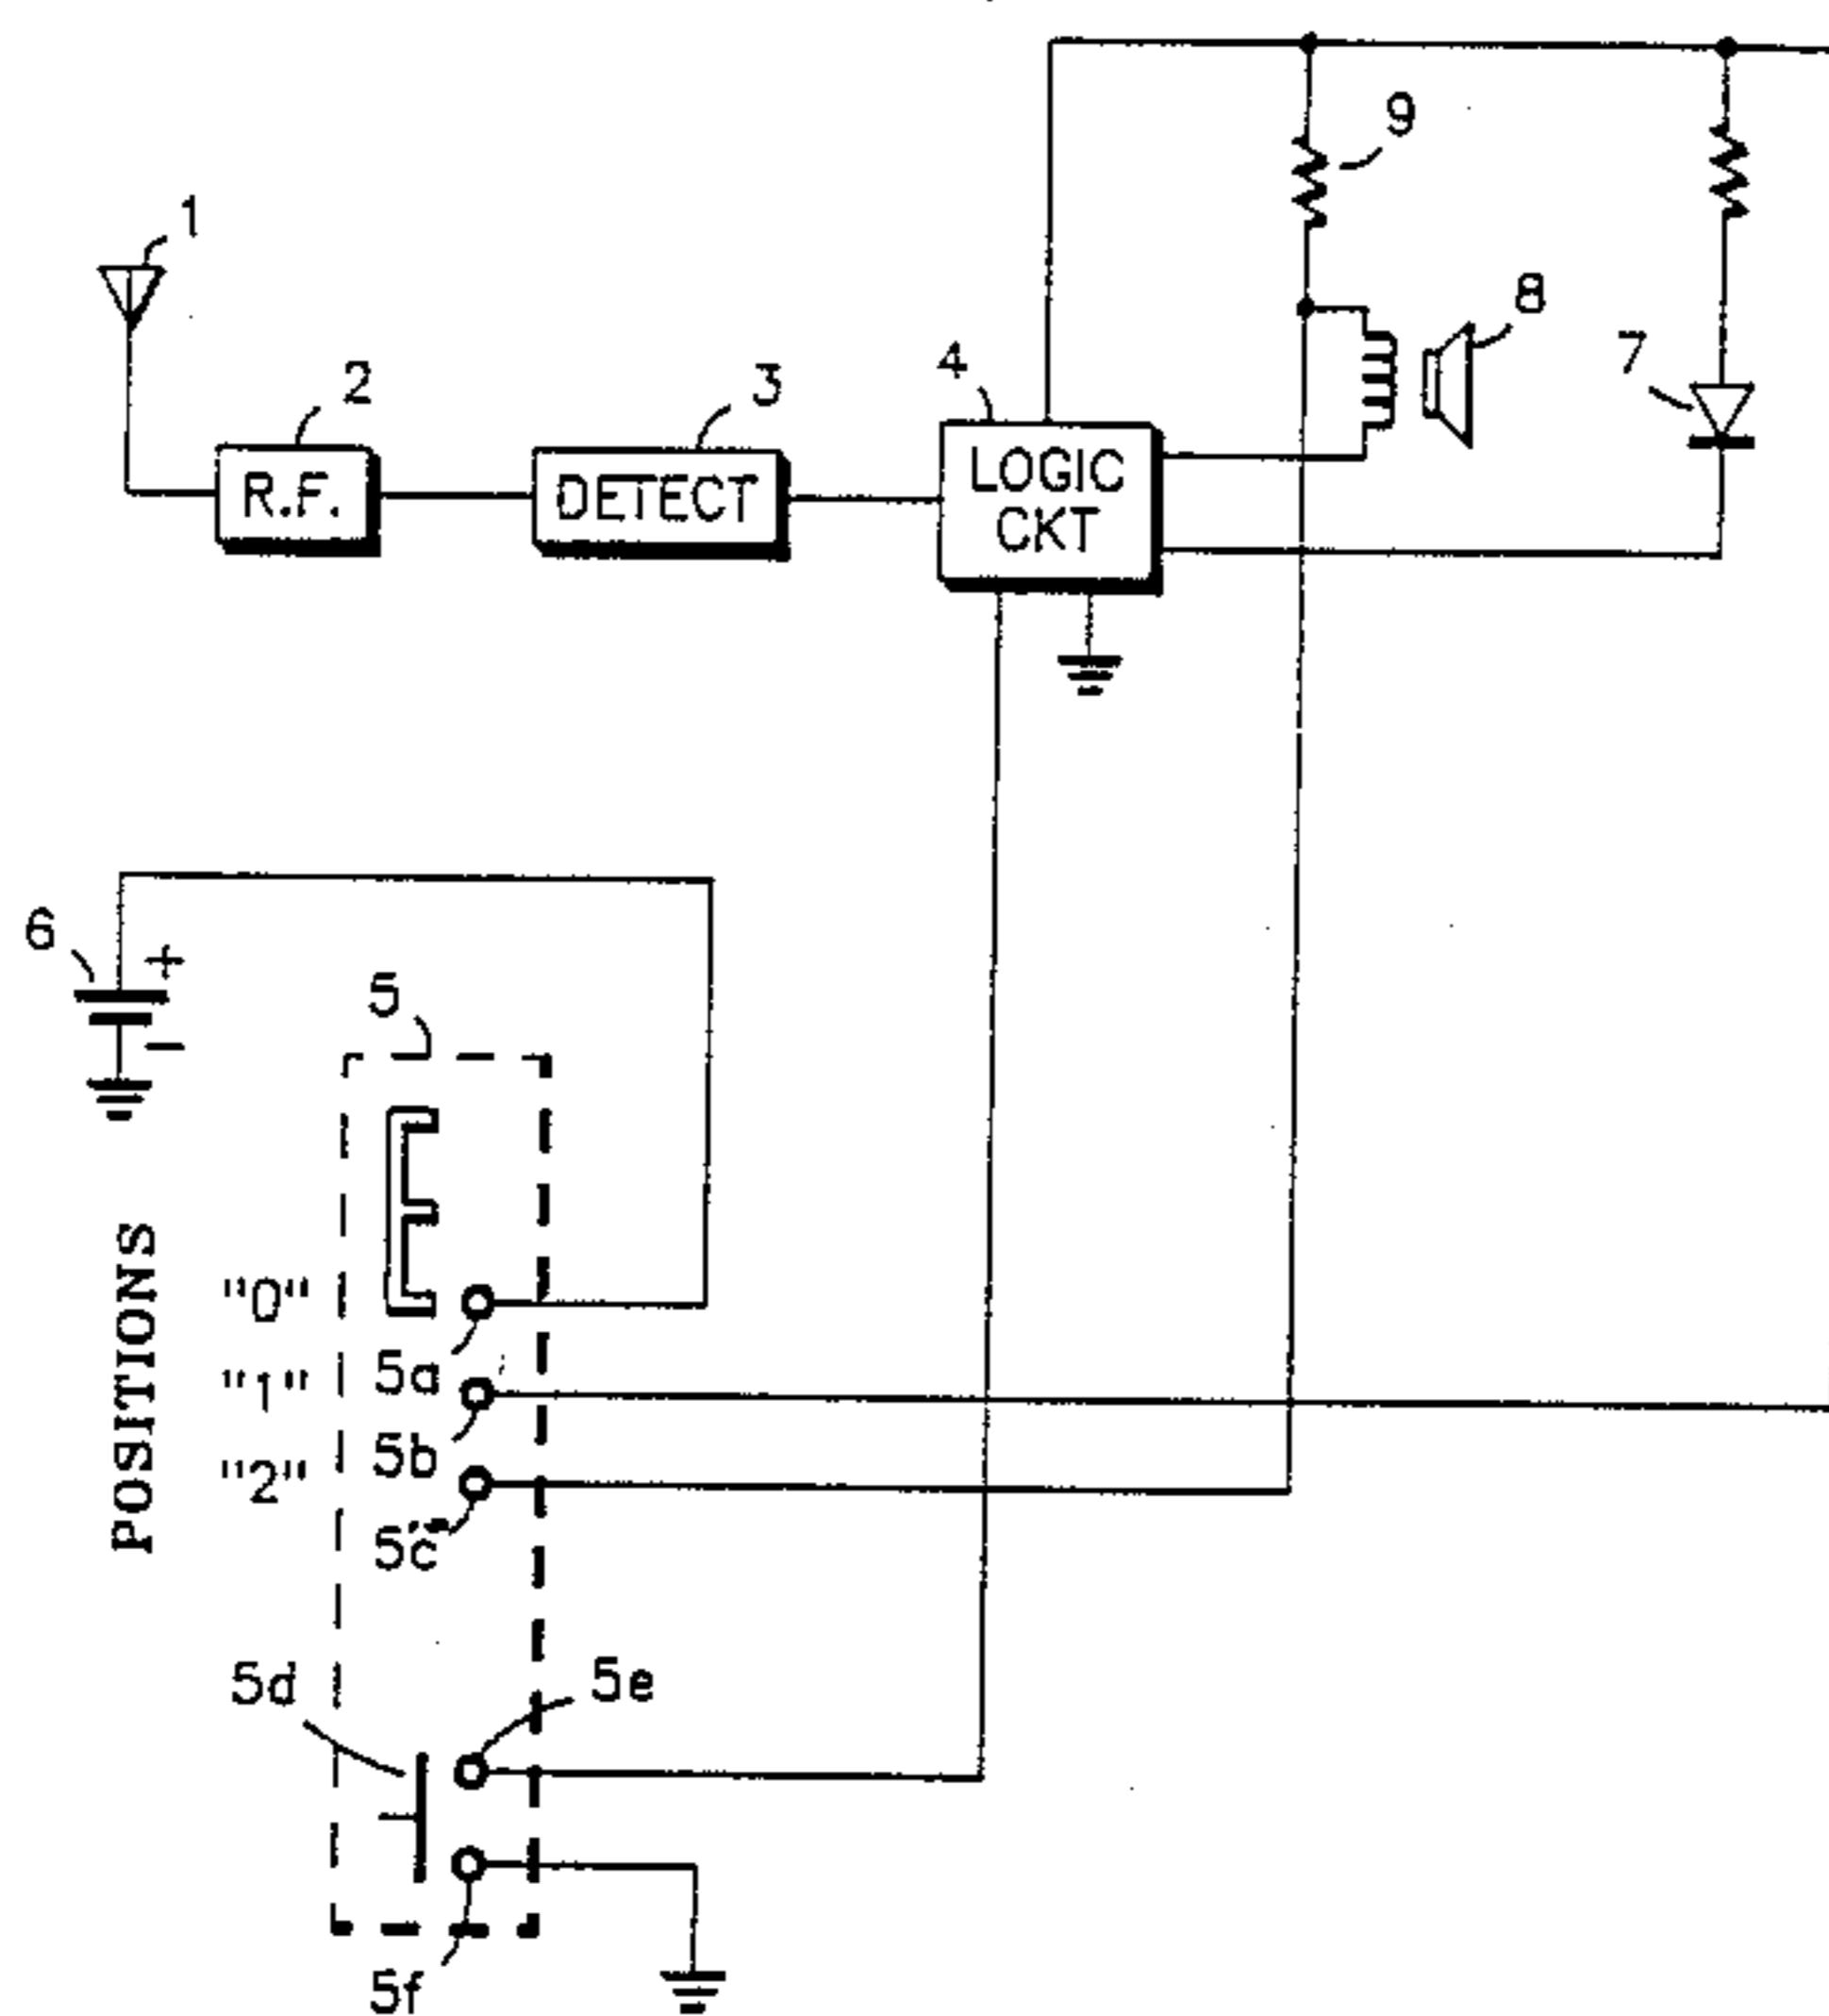 1
2
3
4
9
8
7
R.F.
DETECT
LOGIC
CKT
6
+
−
5
POSITIONS
"0"
"1"
"2"
5a
5b
5c
5d
5e
5f